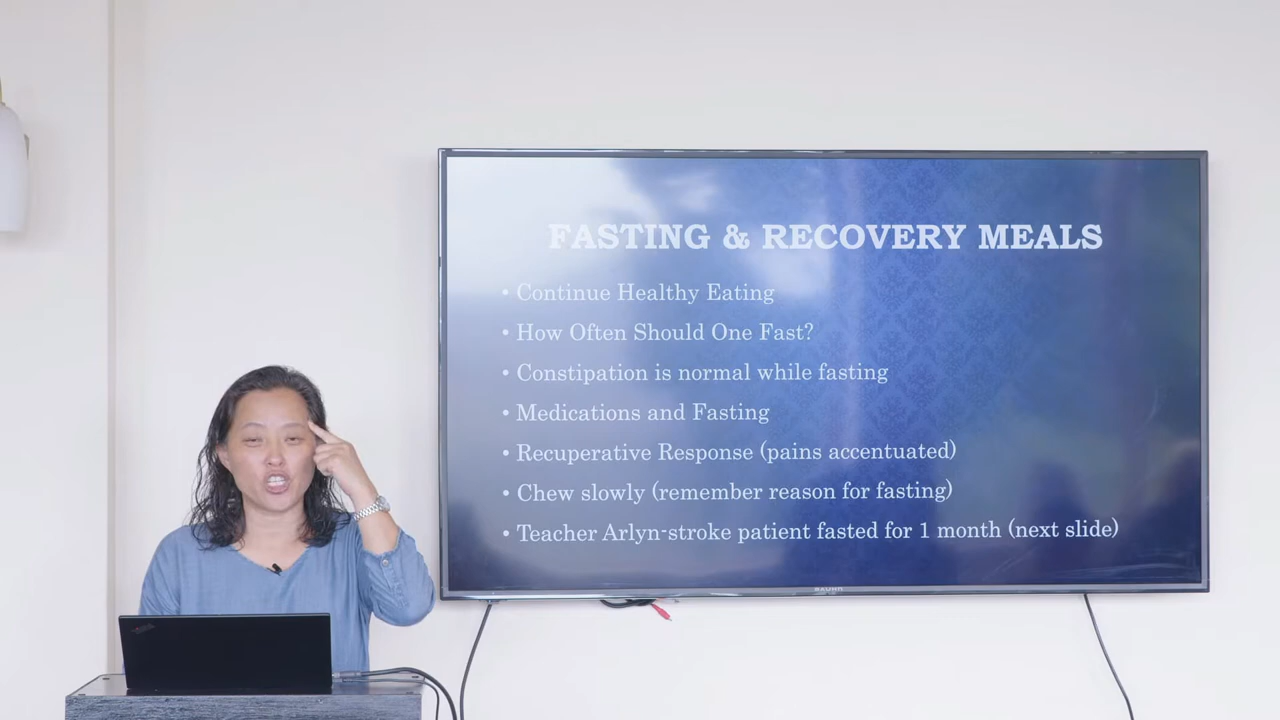 FASTING & RECOVERY MEALS
• Continue Healthy Eating
• How Often Should One Fast?
• Constipation is normal while fasting
• Medications and Fasting
• Recuperative Response (pains accentuated)
• Chew slowly (remember reason for fasting)
• Teacher Arlyn-stroke patient fasted for 1 month (next slide)